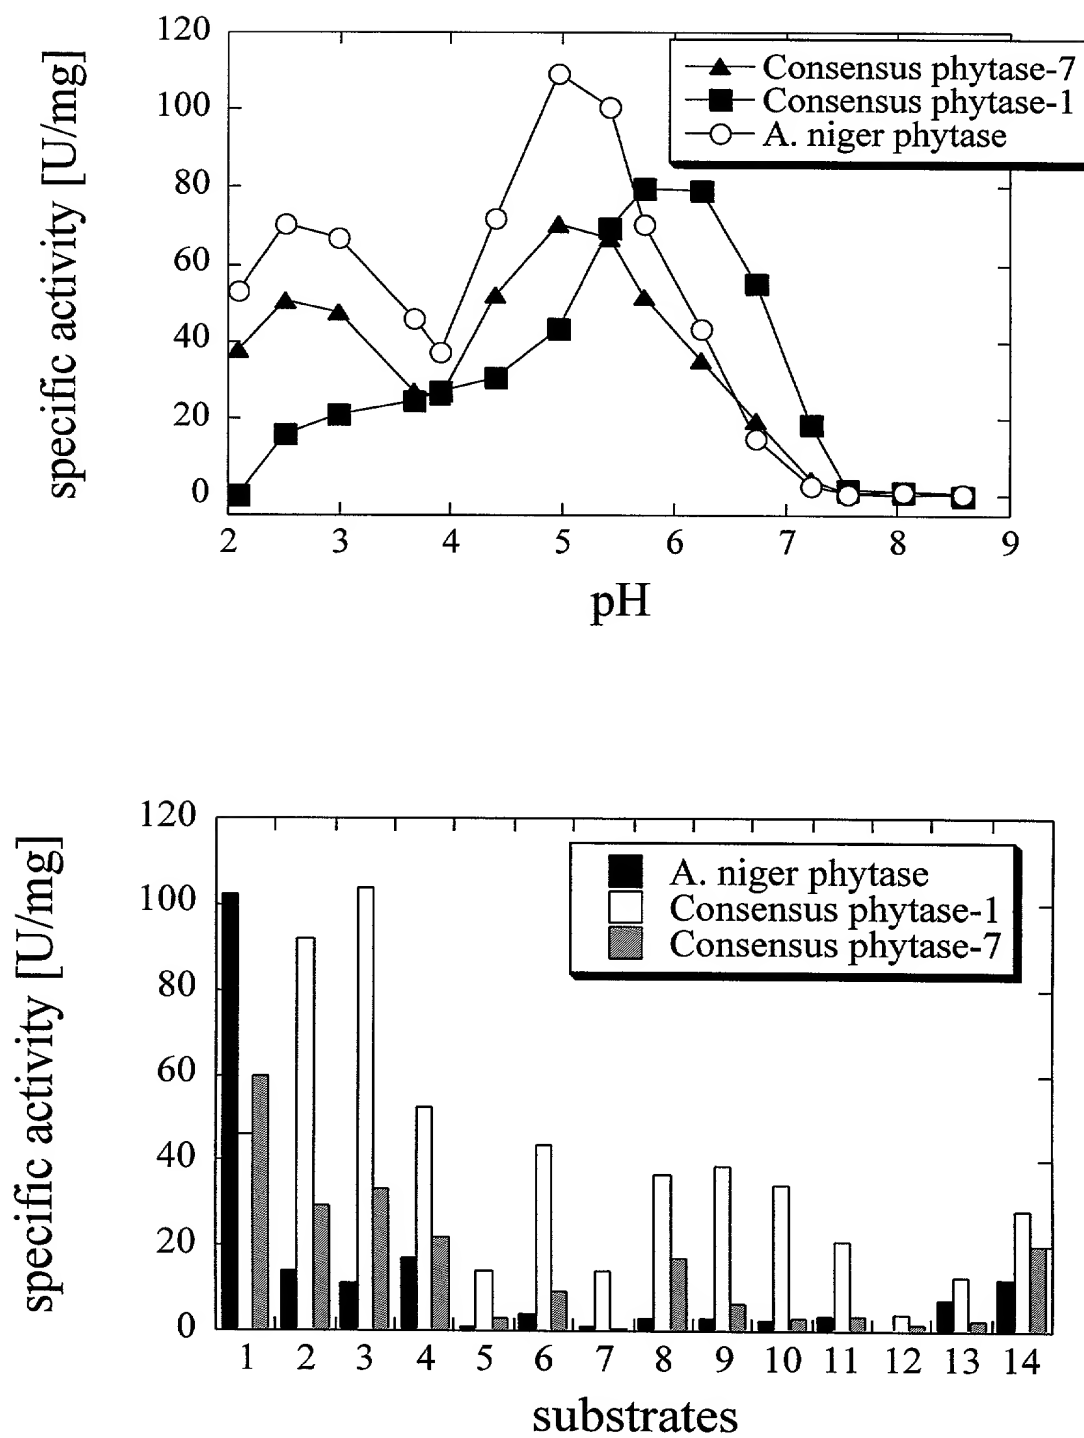 120
100
80
60
40
20
0
specific activity [U/mg]
Consensus phytase-7
Consensus phytase-1
A. niger phytase
2 3 4 5 6 7 8 9
pH
120
100
80
60
40
20
0
specific activity [U/mg]
A. niger phytase
Consensus phytase-1
Consensus phytase-7
1 2 3 4 5 6 7 8 9 10 11 12 13 14
substrates